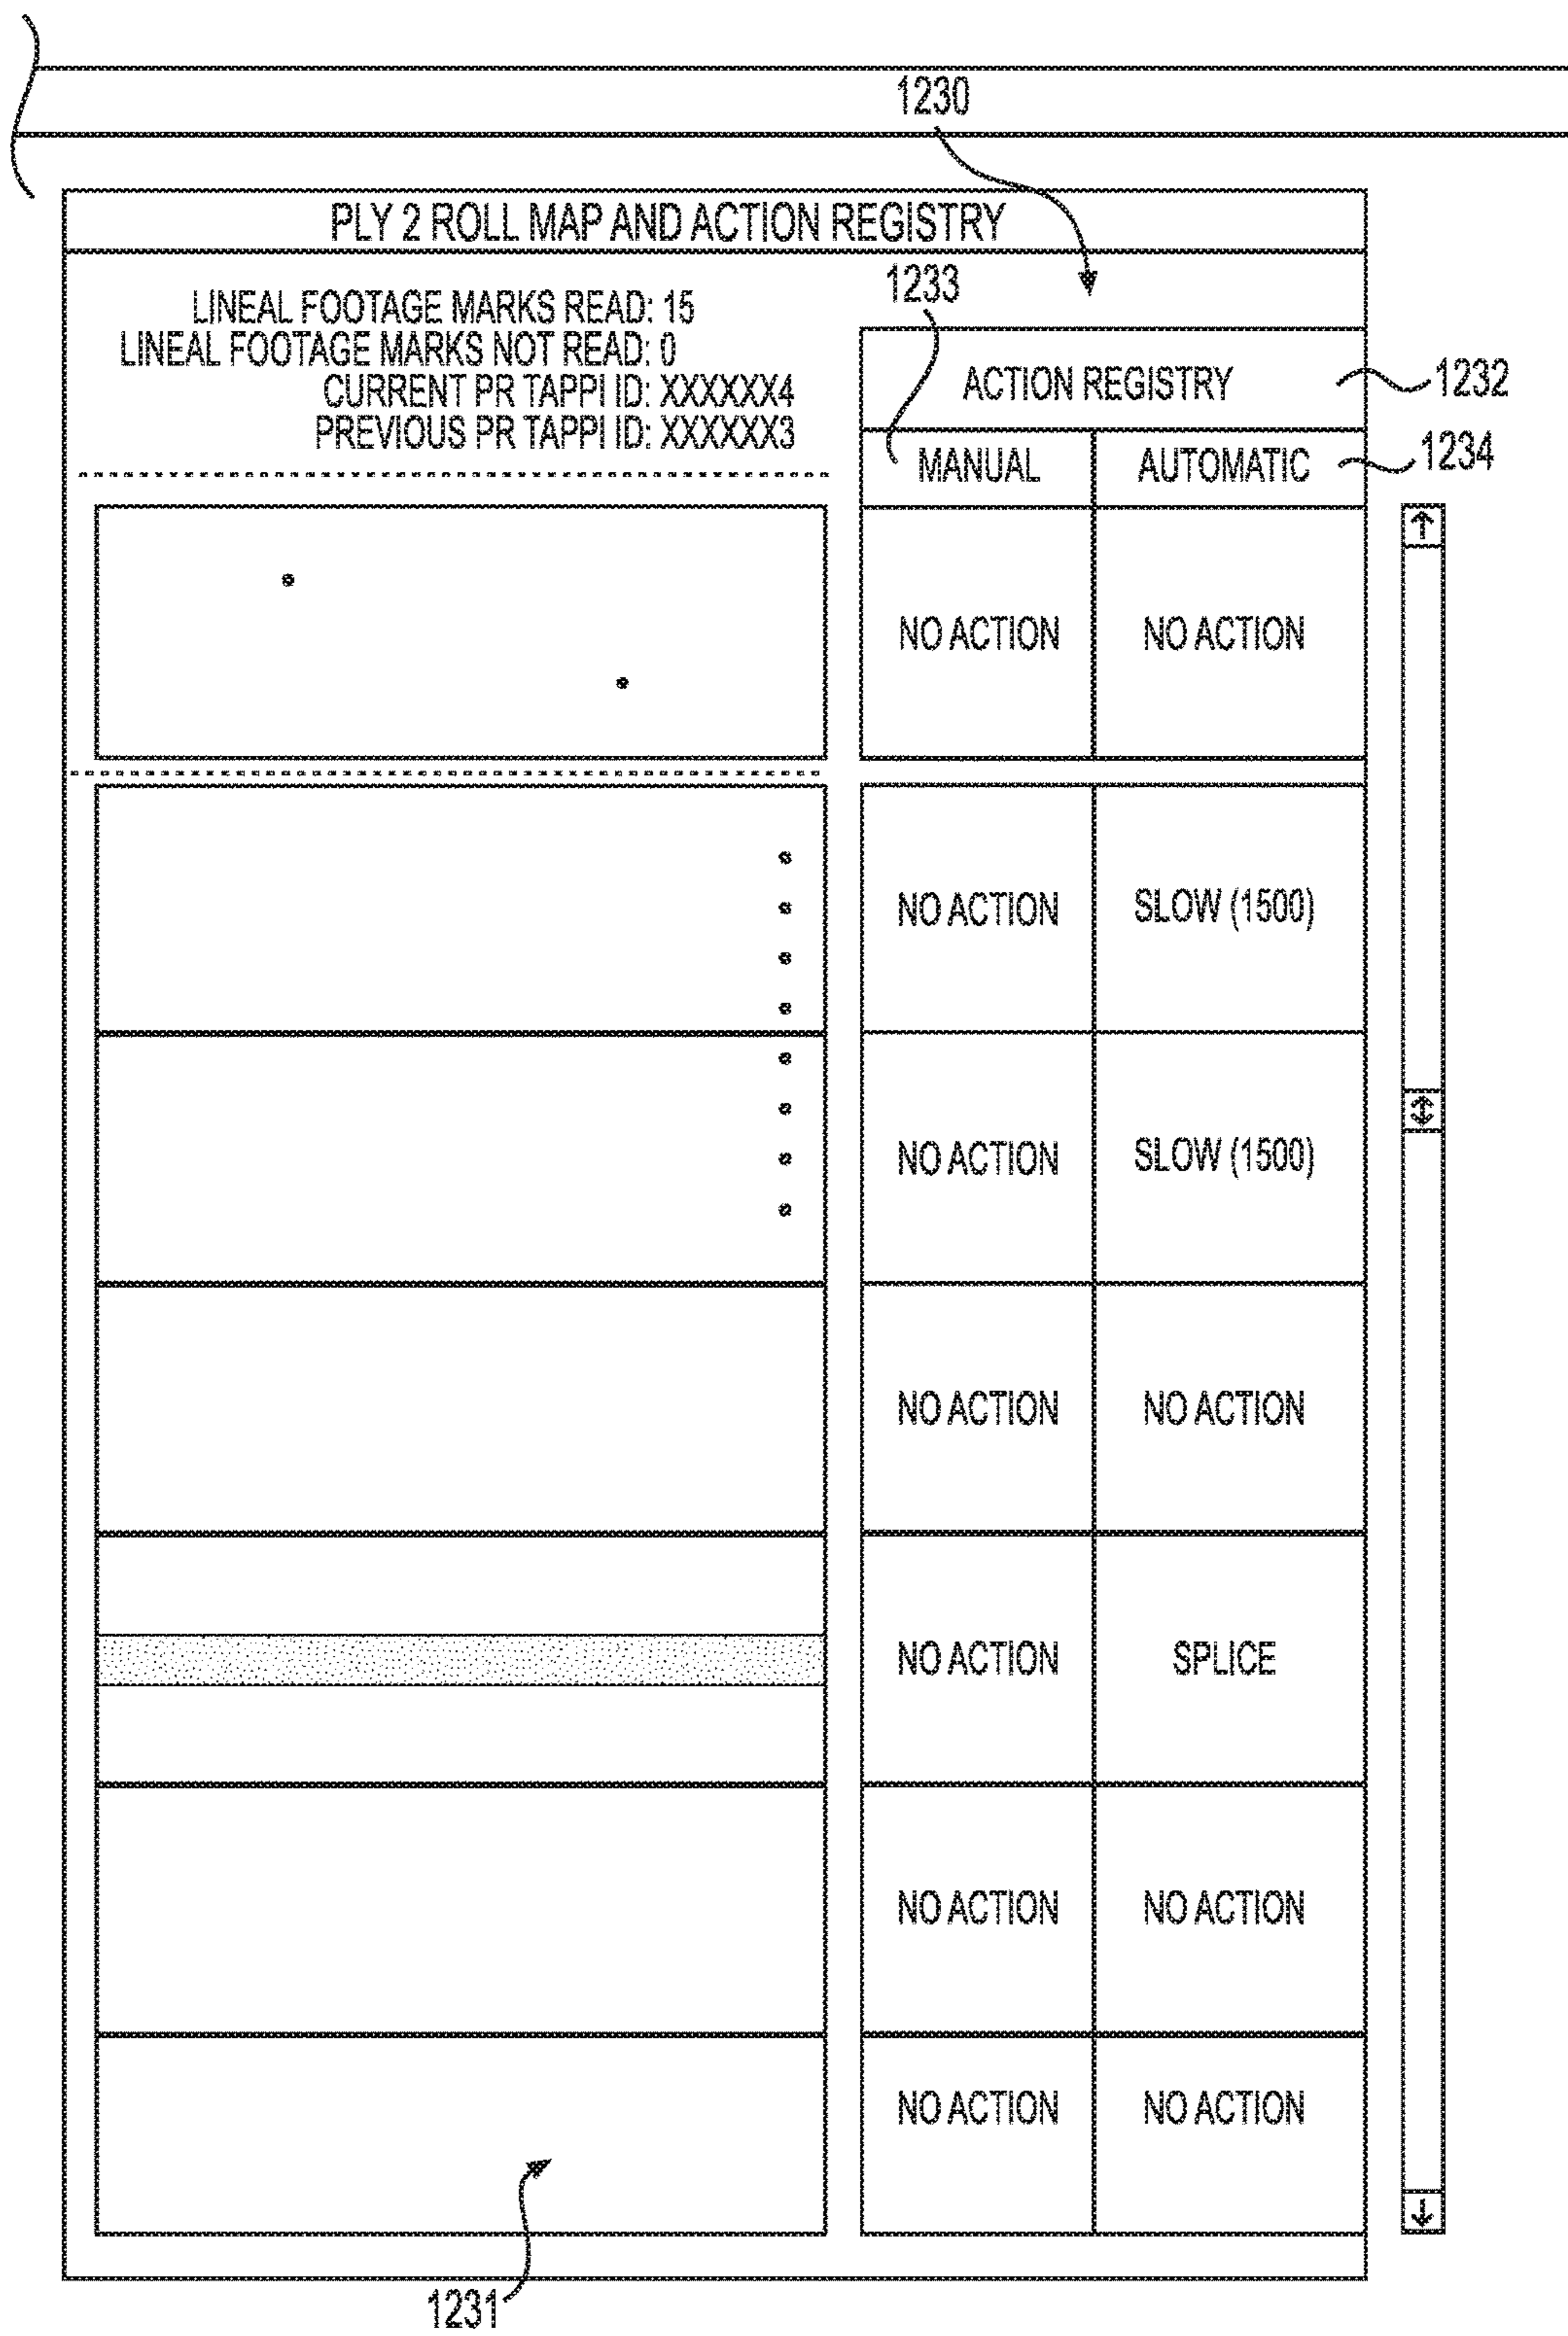 1230
PLY 2 ROLL MAP AND ACTION REGISTRY
1233
LINEAL FOOTAGE MARKS READ: 15
LINEAL FOOTAGE MARKS NOT READ: 0
CURRENT PR TAPPI ID: XXXXXX4
PREVIOUS PR TAPPI ID: XXXXXX3
ACTION REGISTRY
1232
MANUAL AUTOMATIC
1234
NO ACTION NO ACTION
NO ACTION SLOW (1500)
NO ACTION SLOW (1500)
NO ACTION NO ACTION
NO ACTION SPLICE
NO ACTION NO ACTION
NO ACTION NO ACTION
1231